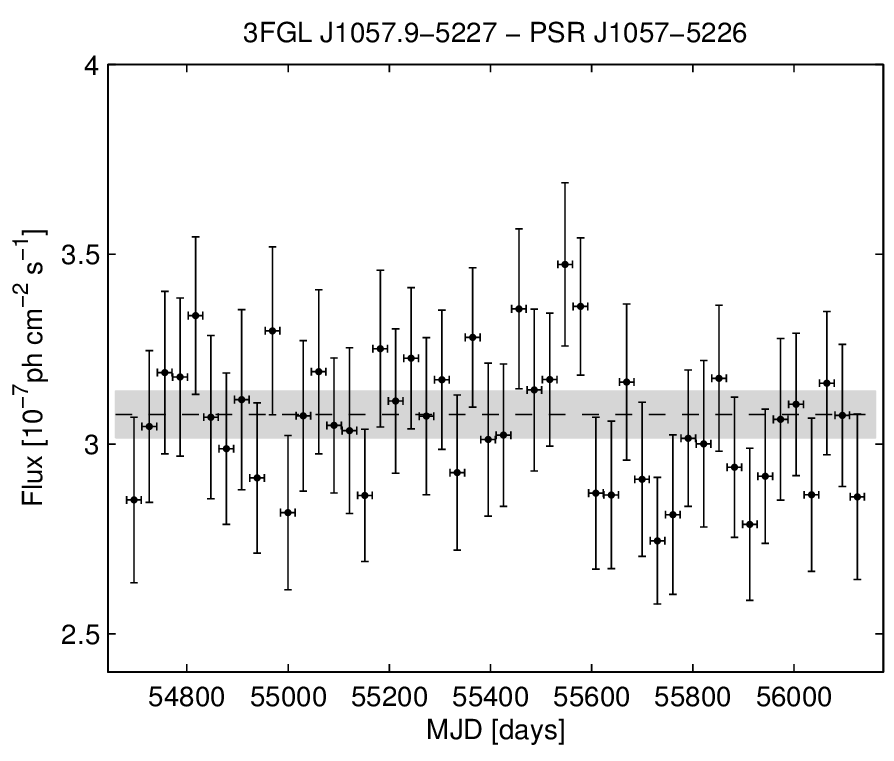 3FGL J1057.9−5227 − PSR J1057−5226
4
3.5
3
2.5
Flux [10⁻⁷ ph cm⁻² s⁻¹]
54800 55000 55200 55400 55600 55800 56000
MJD [days]